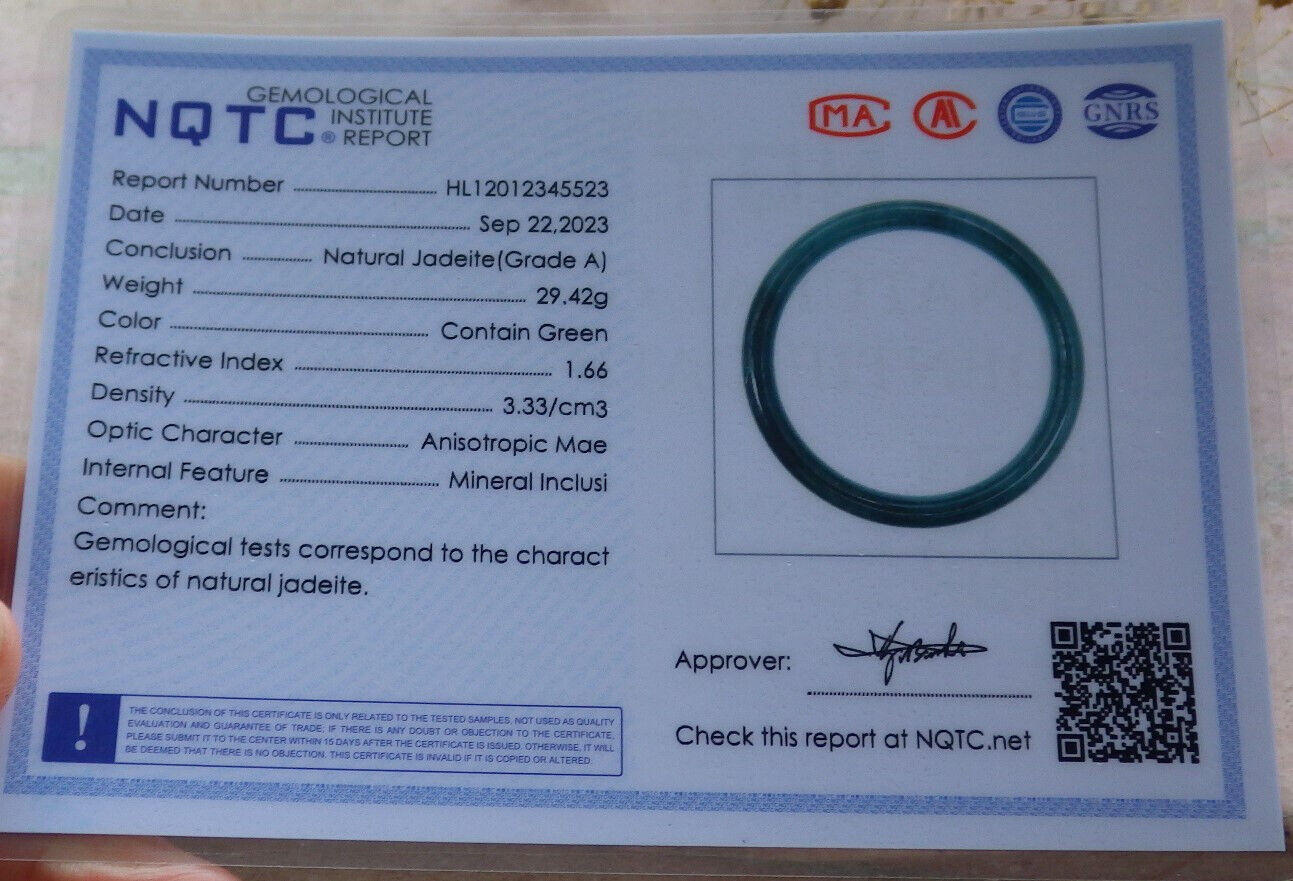 NQTC® GEMOLOGICAL
INSTITUTE
REPORT
MA
GNRS
Report Number ........ HL12012345523
Date ........ Sep 22,2023
Conclusion ........ Natural Jadeite(Grade A)
Weight ........ 29.42g
Color ........ Contain Green
Refractive Index ........ 1.66
Density ........ 3.33/cm3
Optic Character ........ Anisotropic Mae
Internal Feature ........ Mineral Inclusi
Comment:
Gemological tests correspond to the charact
eristics of natural jadeite.
! THE CONCLUSION OF THIS CERTIFICATE IS ONLY RELATED TO THE TESTED SAMPLES, NOT USED AS QUALITY
EVALUATION AND GUARANTEE OF TRADE; IF THERE IS ANY DOUBT OR OBJECTION TO THE CERTIFICATE,
PLEASE SUBMIT IT TO THE CENTER WITHIN 15 DAYS AFTER THE CERTIFICATE IS ISSUED. OTHERWISE, IT WILL
BE DEEMED THAT THERE IS NO OBJECTION. THIS CERTIFICATE IS INVALID IF IT IS COPIED OR ALTERED.
Approver:
Check this report at NQTC.net